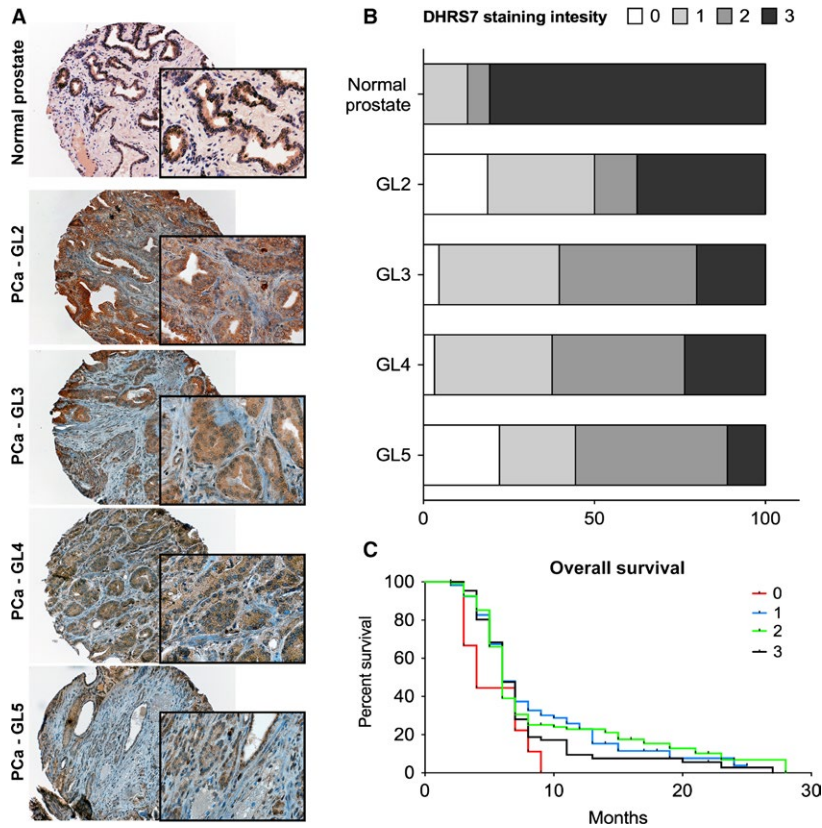 A
Normal prostate
PCa - GL2
PCa - GL3
PCa - GL4
PCa - GL5
B
DHRS7 staining intesity 0 1 2 3
Normal
prostate
GL2
GL3
GL4
GL5
0 50 100
C
Overall survival
Percent survival
100
80
60
40
20
0
0 10 20 30
Months
0
1
2
3